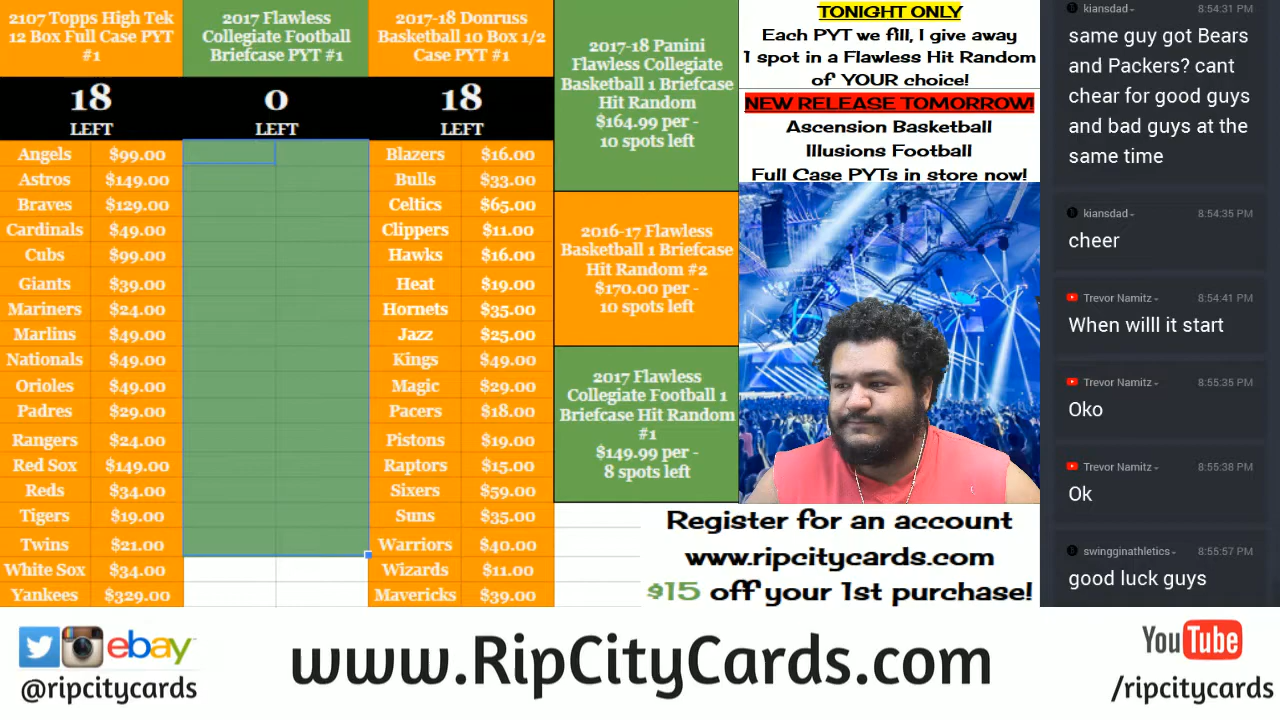 2107 Topps High Tek
12 Box Full Case PYT
#1
18
LEFT
Angels $99.00
Astros $149.00
Braves $129.00
Cardinals $49.00
Cubs $99.00
Giants $39.00
Mariners $24.00
Marlins $49.00
Nationals $49.00
Orioles $49.00
Padres $29.00
Rangers $24.00
Red Sox $149.00
Reds $34.00
Tigers $19.00
Twins $21.00
White Sox $34.00
Yankees $329.00
2017 Flawless
Collegiate Football
Briefcase PYT #1
0
LEFT
2017-18 Donruss
Basketball 10 Box 1/2
Case PYT #1
18
LEFT
Blazers $16.00
Bulls $33.00
Celtics $65.00
Clippers $11.00
Hawks $16.00
Heat $19.00
Hornets $35.00
Jazz $25.00
Kings $49.00
Magic $29.00
Pacers $18.00
Pistons $19.00
Raptors $15.00
Sixers $59.00
Suns $35.00
Warriors $40.00
Wizards $11.00
Mavericks $39.00
2017-18 Panini
Flawless Collegiate
Basketball 1 Briefcase
Hit Random
$164.99 per -
10 spots left
2016-17 Flawless
Basketball 1 Briefcase
Hit Random #2
$170.00 per -
10 spots left
2017 Flawless
Collegiate Football 1
Briefcase Hit Random
#1
$149.99 per -
8 spots left
TONIGHT ONLY
Each PYT we fill, I give away
1 spot in a Flawless Hit Random
of YOUR choice!
NEW RELEASE TOMORROW!
Ascension Basketball
Illusions Football
Full Case PYTs in store now!
Register for an account
www.ripcitycards.com
$15 off your 1st purchase!
kiansdad 8:54:31 PM
same guy got Bears
and Packers? cant
chear for good guys
and bad guys at the
same time
kiansdad 8:54:35 PM
cheer
Trevor Namitz 8:54:41 PM
When willl it start
Trevor Namitz 8:55:35 PM
Oko
Trevor Namitz 8:55:38 PM
Ok
swingginathletics 8:55:57 PM
good luck guys
ebay
@ripcitycards
www.RipCityCards.com
YouTube
/ripcitycards